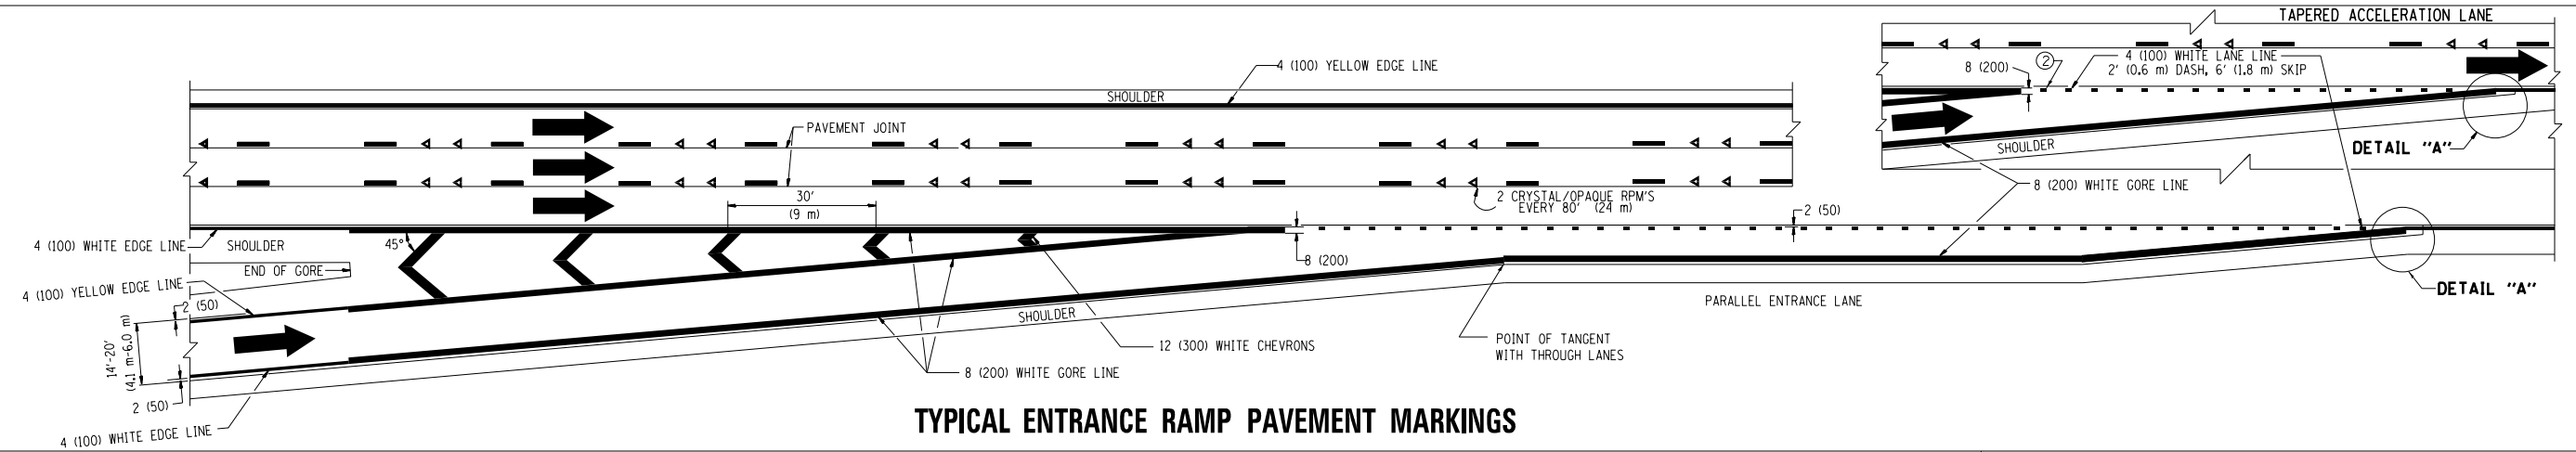 TAPERED ACCELERATION LANE
4 (100) YELLOW EDGE LINE
8 (200)
2
4 (100) WHITE LANE LINE
2' (0.6 m) DASH, 6' (1.8 m) SKIP
SHOULDER
PAVEMENT JOINT
SHOULDER
DETAIL "A"
30'
(9 m)
2 CRYSTAL/OPAQUE RPM'S
EVERY 80' (24 m)
8 (200) WHITE GORE LINE
2 (50)
4 (100) WHITE EDGE LINE
SHOULDER
45°
END OF GORE
8 (200)
4 (100) YELLOW EDGE LINE
2 (50)
DETAIL "A"
PARALLEL ENTRANCE LANE
SHOULDER
14'-20'
(4.1 m-6.0 m)
12 (300) WHITE CHEVRONS
POINT OF TANGENT
WITH THROUGH LANES
8 (200) WHITE GORE LINE
2 (50)
4 (100) WHITE EDGE LINE
TYPICAL ENTRANCE RAMP PAVEMENT MARKINGS